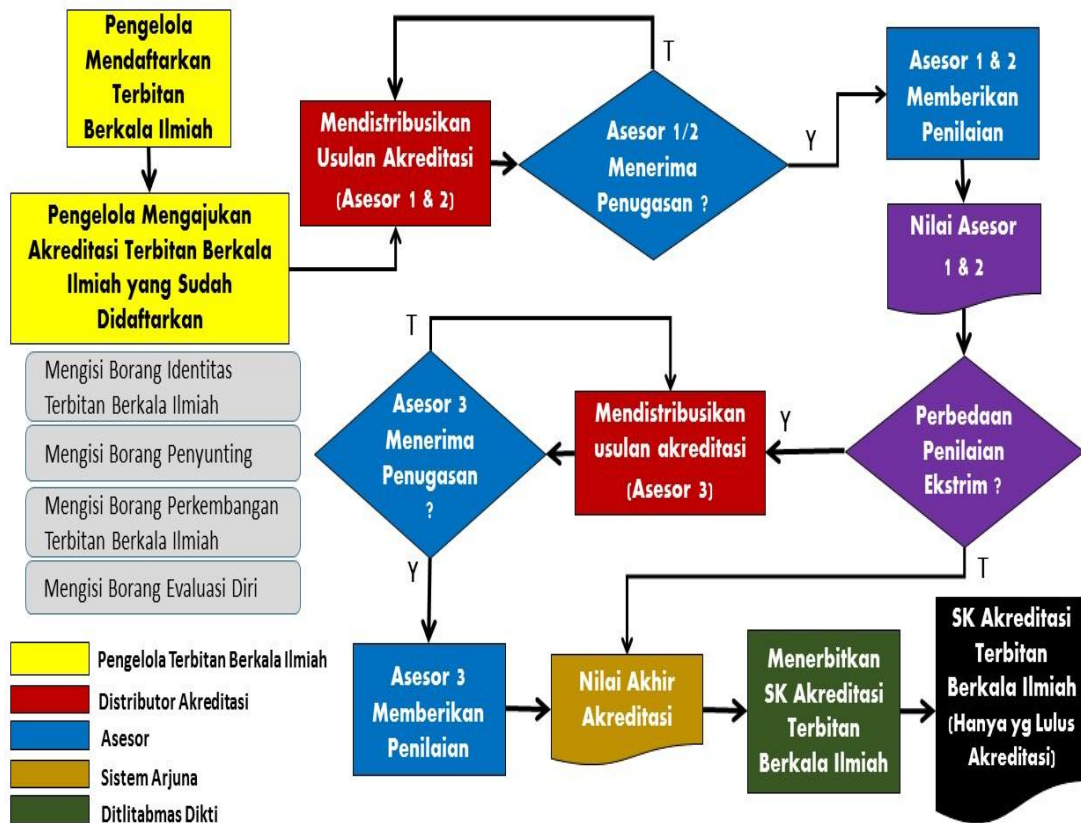 Pengelola
Mendaftarkan
Terbitan
Berkala Ilmiah
Pengelola Mengajukan
Akreditasi Terbitan Berkala
Ilmiah yang Sudah
Didaftarkan
Mengisi Borang Identitas
Terbitan Berkala Ilmiah
Mengisi Borang Penyunting
Mengisi Borang Perkembangan
Terbitan Berkala Ilmiah
Mengisi Borang Evaluasi Diri
Mendistribusikan
Usulan Akreditasi
(Asesor 1 & 2)
T
Asesor 1/2
Menerima
Penugasan ?
Y
Asesor 1 & 2
Memberikan
Penilaian
Nilai Asesor
1 & 2
Perbedaan
Penilaian
Ekstrim ?
Y
T
Mendistribusikan
usulan akreditasi
(Asesor 3)
T
Asesor 3
Menerima
Penugasan
?
Y
Asesor 3
Memberikan
Penilaian
Nilai Akhir
Akreditasi
Menerbitkan
SK Akreditasi
Terbitan
Berkala Ilmiah
SK Akreditasi
Terbitan
Berkala Ilmiah
(Hanya yg Lulus
Akreditasi)
Pengelola Terbitan Berkala Ilmiah
Distributor Akreditasi
Asesor
Sistem Arjuna
Ditlitabmas Dikti